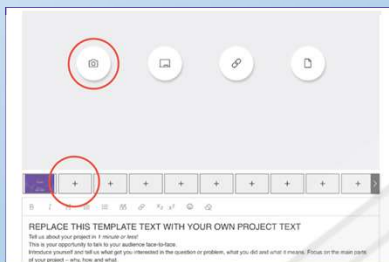 REPLACE THIS TEMPLATE TEXT WITH YOUR OWN PROJECT TEXT
Tell us about your project in 1 minute or less!
This is your opportunity to talk to your audience face-to-face.
Introduce yourself and tell us what got you interested in the question or problem, what you did and what it means. Focus on the main parts
of your project – why, how and what.